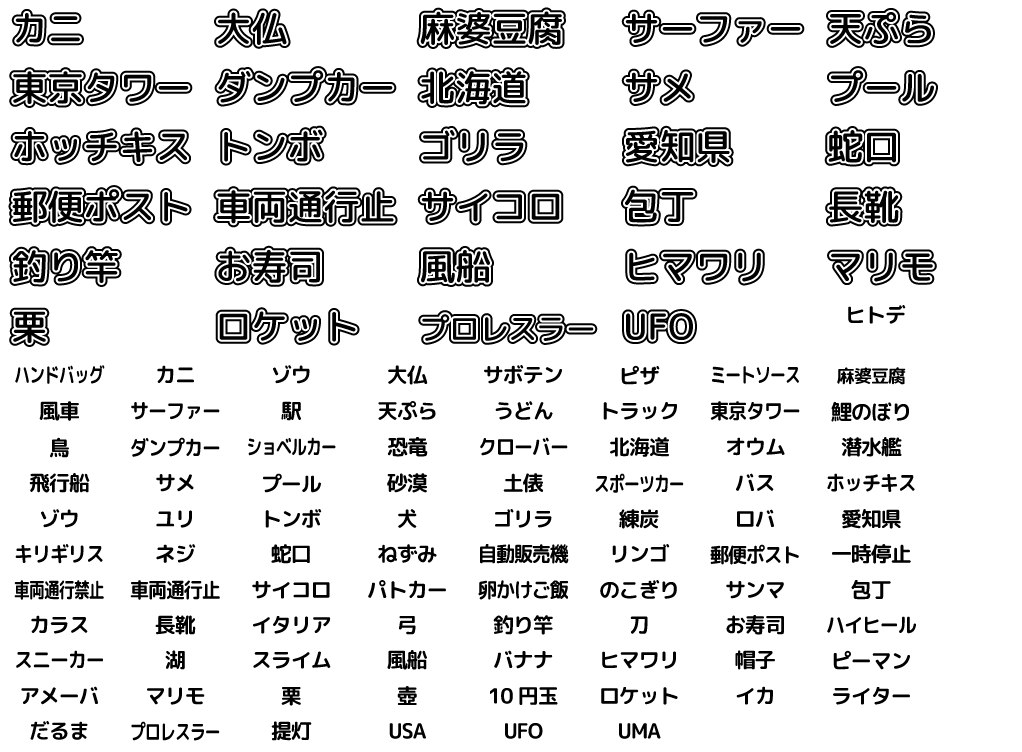 カニ 大仏 麻婆豆腐 サーファー 天ぷら
東京タワー ダンプカー 北海道 サメ プール
ホッチキス トンボ ゴリラ 愛知県 蛇口
郵便ポスト 車両通行止 サイコロ 包丁 長靴
釣り竿 お寿司 風船 ヒマワリ マリモ
栗 ロケット プロレスラー UFO ヒトデ
ハンドバッグ カニ ゾウ 大仏 サボテン ピザ ミートソース 麻婆豆腐
風車 サーファー 駅 天ぷら うどん トラック 東京タワー 鯉のぼり
鳥 ダンプカー ショベルカー 恐竜 クローバー 北海道 オウム 潜水艦
飛行船 サメ プール 砂漠 土俵 スポーツカー バス ホッチキス
ゾウ ユリ トンボ 犬 ゴリラ 練炭 ロバ 愛知県
キリギリス ネジ 蛇口 ねずみ 自動販売機 リンゴ 郵便ポスト 一時停止
車両通行禁止 車両通行止 サイコロ パトカー 卵かけご飯 のこぎり サンマ 包丁
カラス 長靴 イタリア 弓 釣り竿 刀 お寿司 ハイヒール
スニーカー 湖 スライム 風船 バナナ ヒマワリ 帽子 ピーマン
アメーバ マリモ 栗 壺 10円玉 ロケット イカ ライター
だるま プロレスラー 提灯 USA UFO UMA